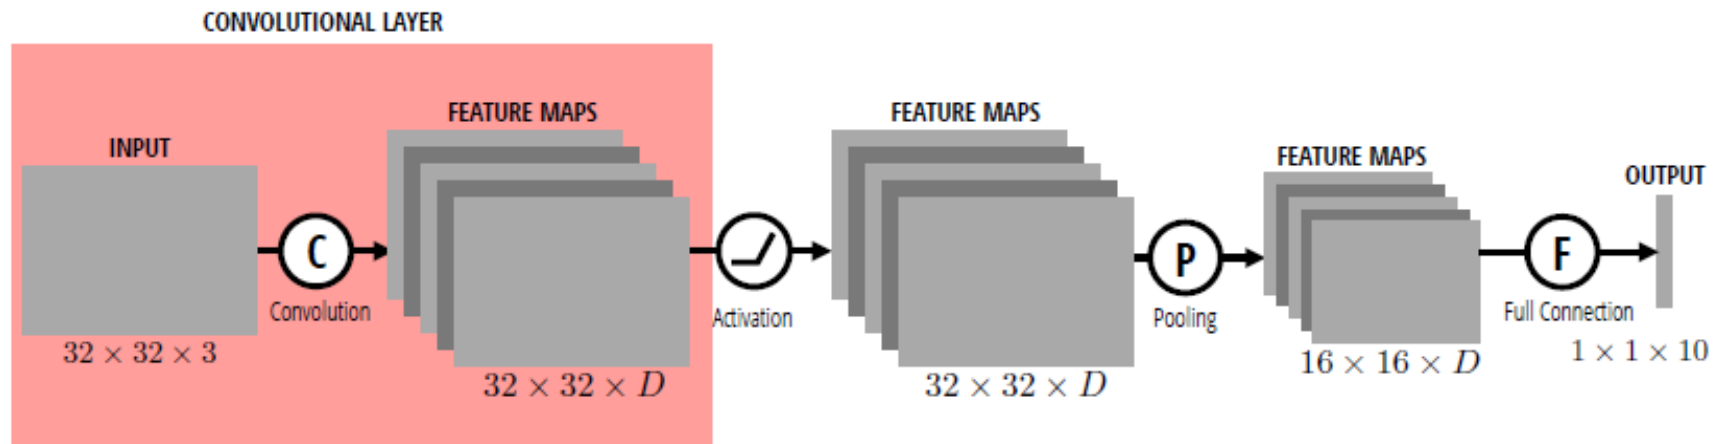 CONVOLUTIONAL LAYER
INPUT
32 × 32 × 3
C
Convolution
FEATURE MAPS
32 × 32 × D
Activation
FEATURE MAPS
32 × 32 × D
P
Pooling
FEATURE MAPS
16 × 16 × D
F
Full Connection
OUTPUT
1 × 1 × 10